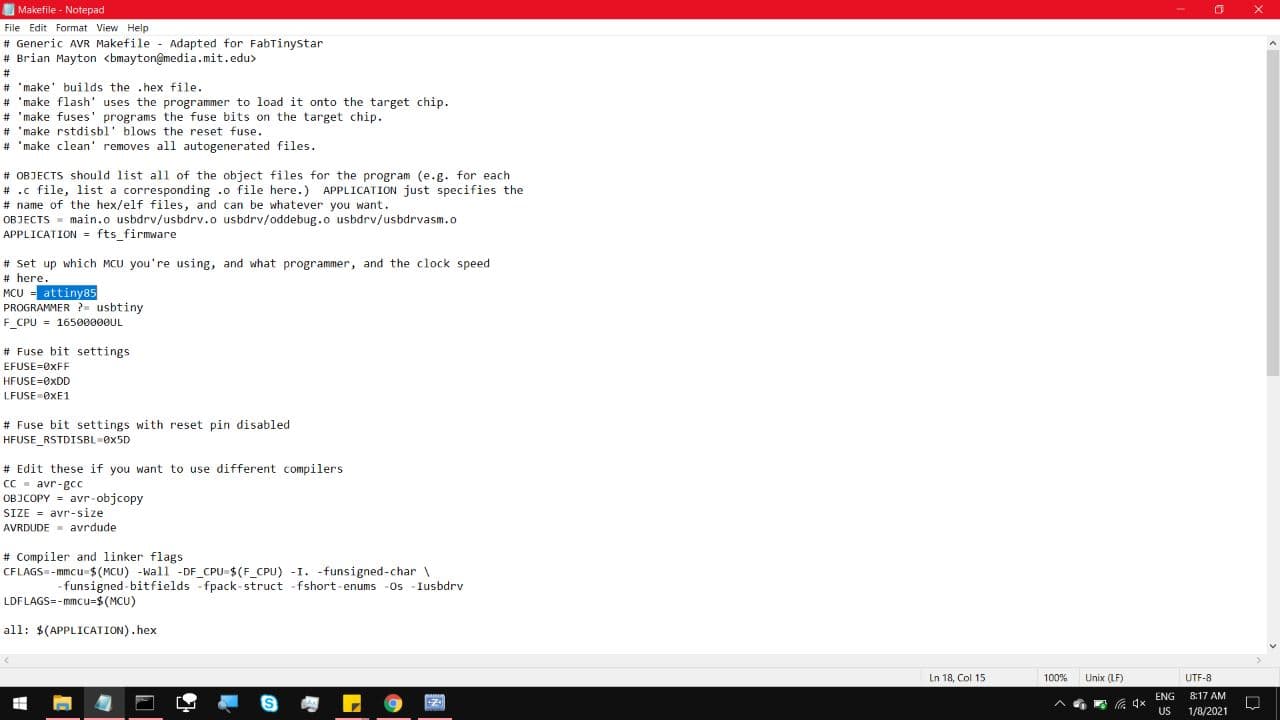 Makefile - Notepad
File Edit Format View Help
# Generic AVR Makefile - Adapted for FabTinyStar
# Brian Mayton <bmayton@media.mit.edu>
#
# 'make' builds the .hex file.
# 'make flash' uses the programmer to load it onto the target chip.
# 'make fuses' programs the fuse bits on the target chip.
# 'make rstdisbl' blows the reset fuse.
# 'make clean' removes all autogenerated files.
# OBJECTS should list all of the object files for the program (e.g. for each
# .c file, list a corresponding .o file here.)  APPLICATION just specifies the
# name of the hex/elf files, and can be whatever you want.
OBJECTS = main.o usbdrv/usbdrv.o usbdrv/oddebug.o usbdrv/usbdrvasm.o
APPLICATION = fts_firmware
# Set up which MCU you're using, and what programmer, and the clock speed
# here.
MCU = attiny85
PROGRAMMER ?= usbtiny
F_CPU = 16500000UL
# Fuse bit settings
EFUSE=0xFF
HFUSE=0xDD
LFUSE=0xE1
# Fuse bit settings with reset pin disabled
HFUSE_RSTDISBL=0x5D
# Edit these if you want to use different compilers
CC = avr-gcc
OBJCOPY = avr-objcopy
SIZE = avr-size
AVRDUDE = avrdude
# Compiler and linker flags
CFLAGS=-mmcu=$(MCU) -Wall -DF_CPU=$(F_CPU) -I. -funsigned-char \
-funsigned-bitfields -fpack-struct -fshort-enums -Os -Iusbdrv
LDFLAGS=-mmcu=$(MCU)
all: $(APPLICATION).hex
Ln 18, Col 15 100% Unix (LF) UTF-8
ENG 8:17 AM
US 1/8/2021